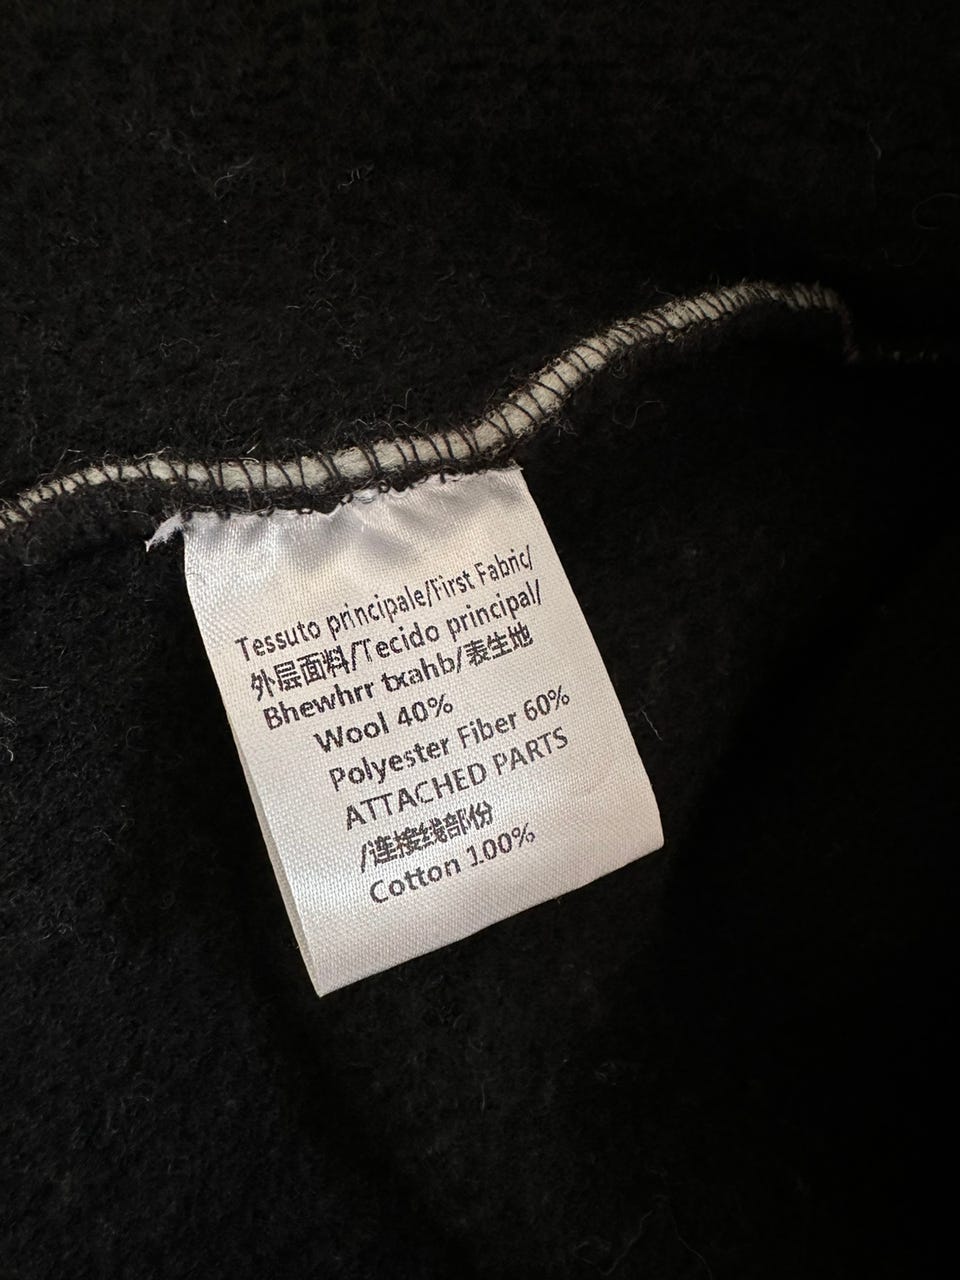 Tessuto principale/First Fabric/
外层面料/Tecido principal/
Bhewhrr txahb/表生地
Wool 40%
Polyester Fiber 60%
ATTACHED PARTS
/连接线部份
Cotton 100%